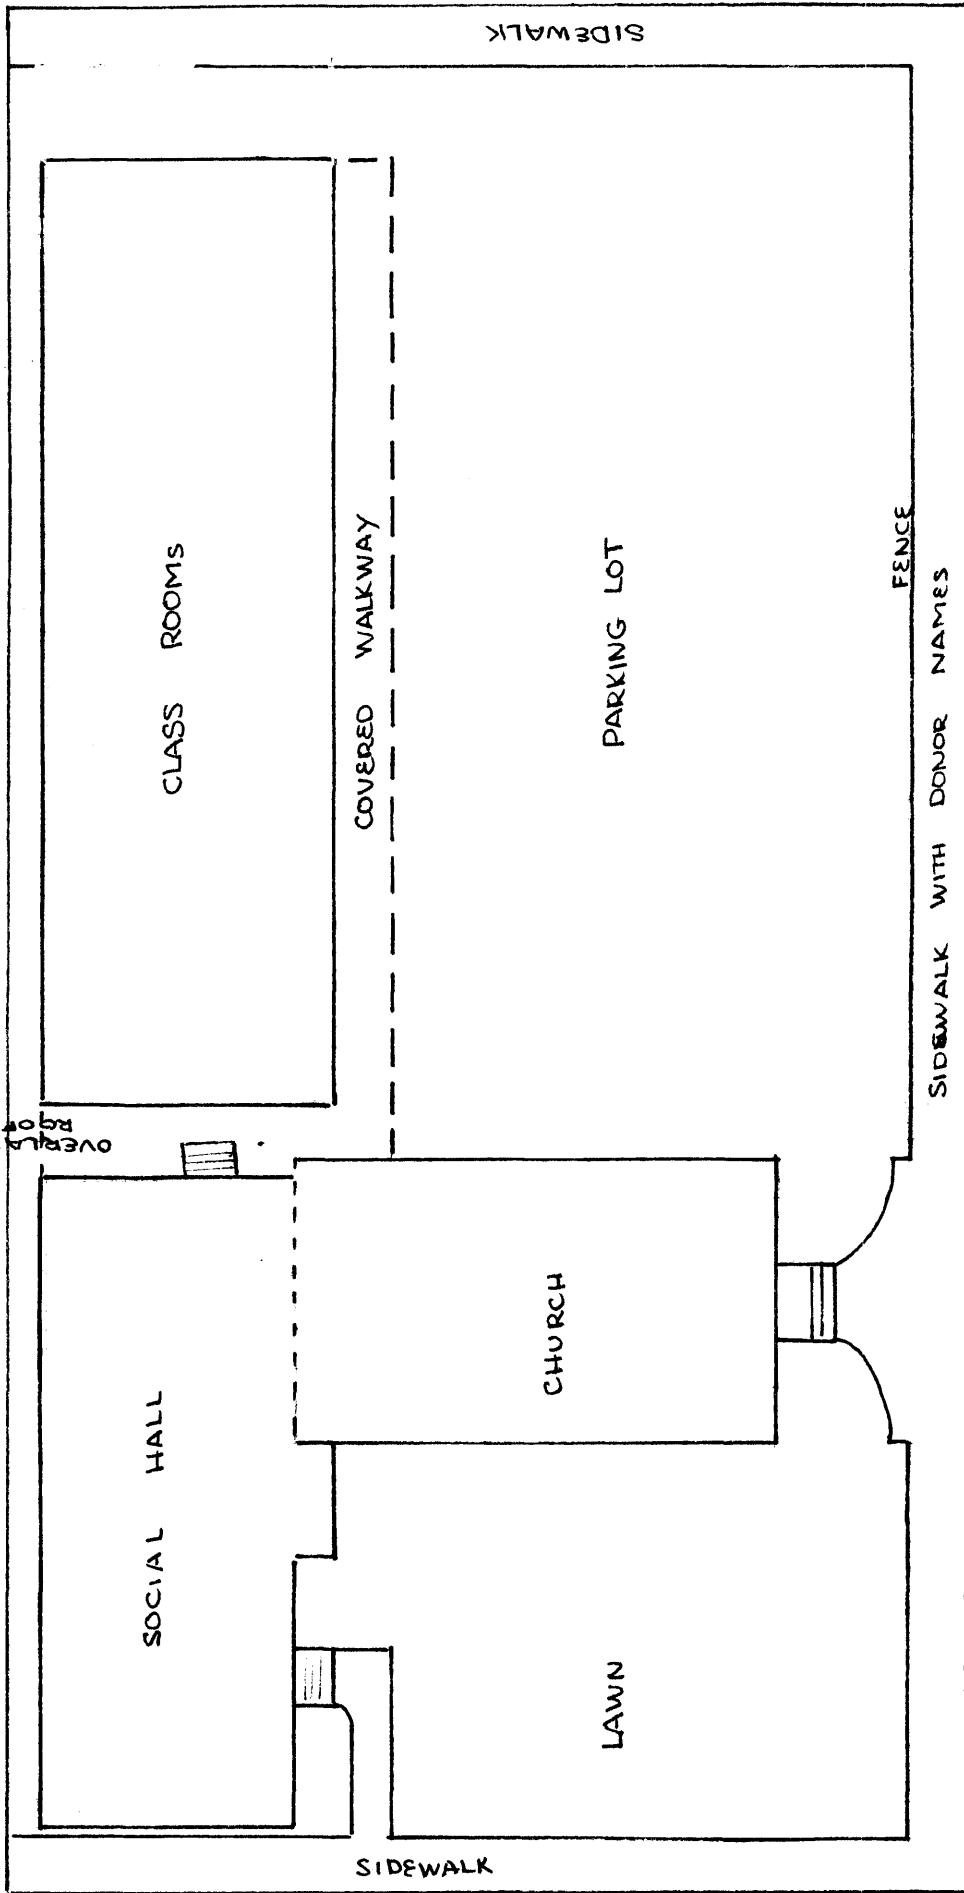 SIDEWALK
CLASS ROOMS
COVERED WALKWAY
PARKING LOT
FENCE
SIDEWALK WITH DONOR NAMES
OVERLAP
ROOF
SOCIAL HALL
CHURCH
LAWN
SIDEWALK